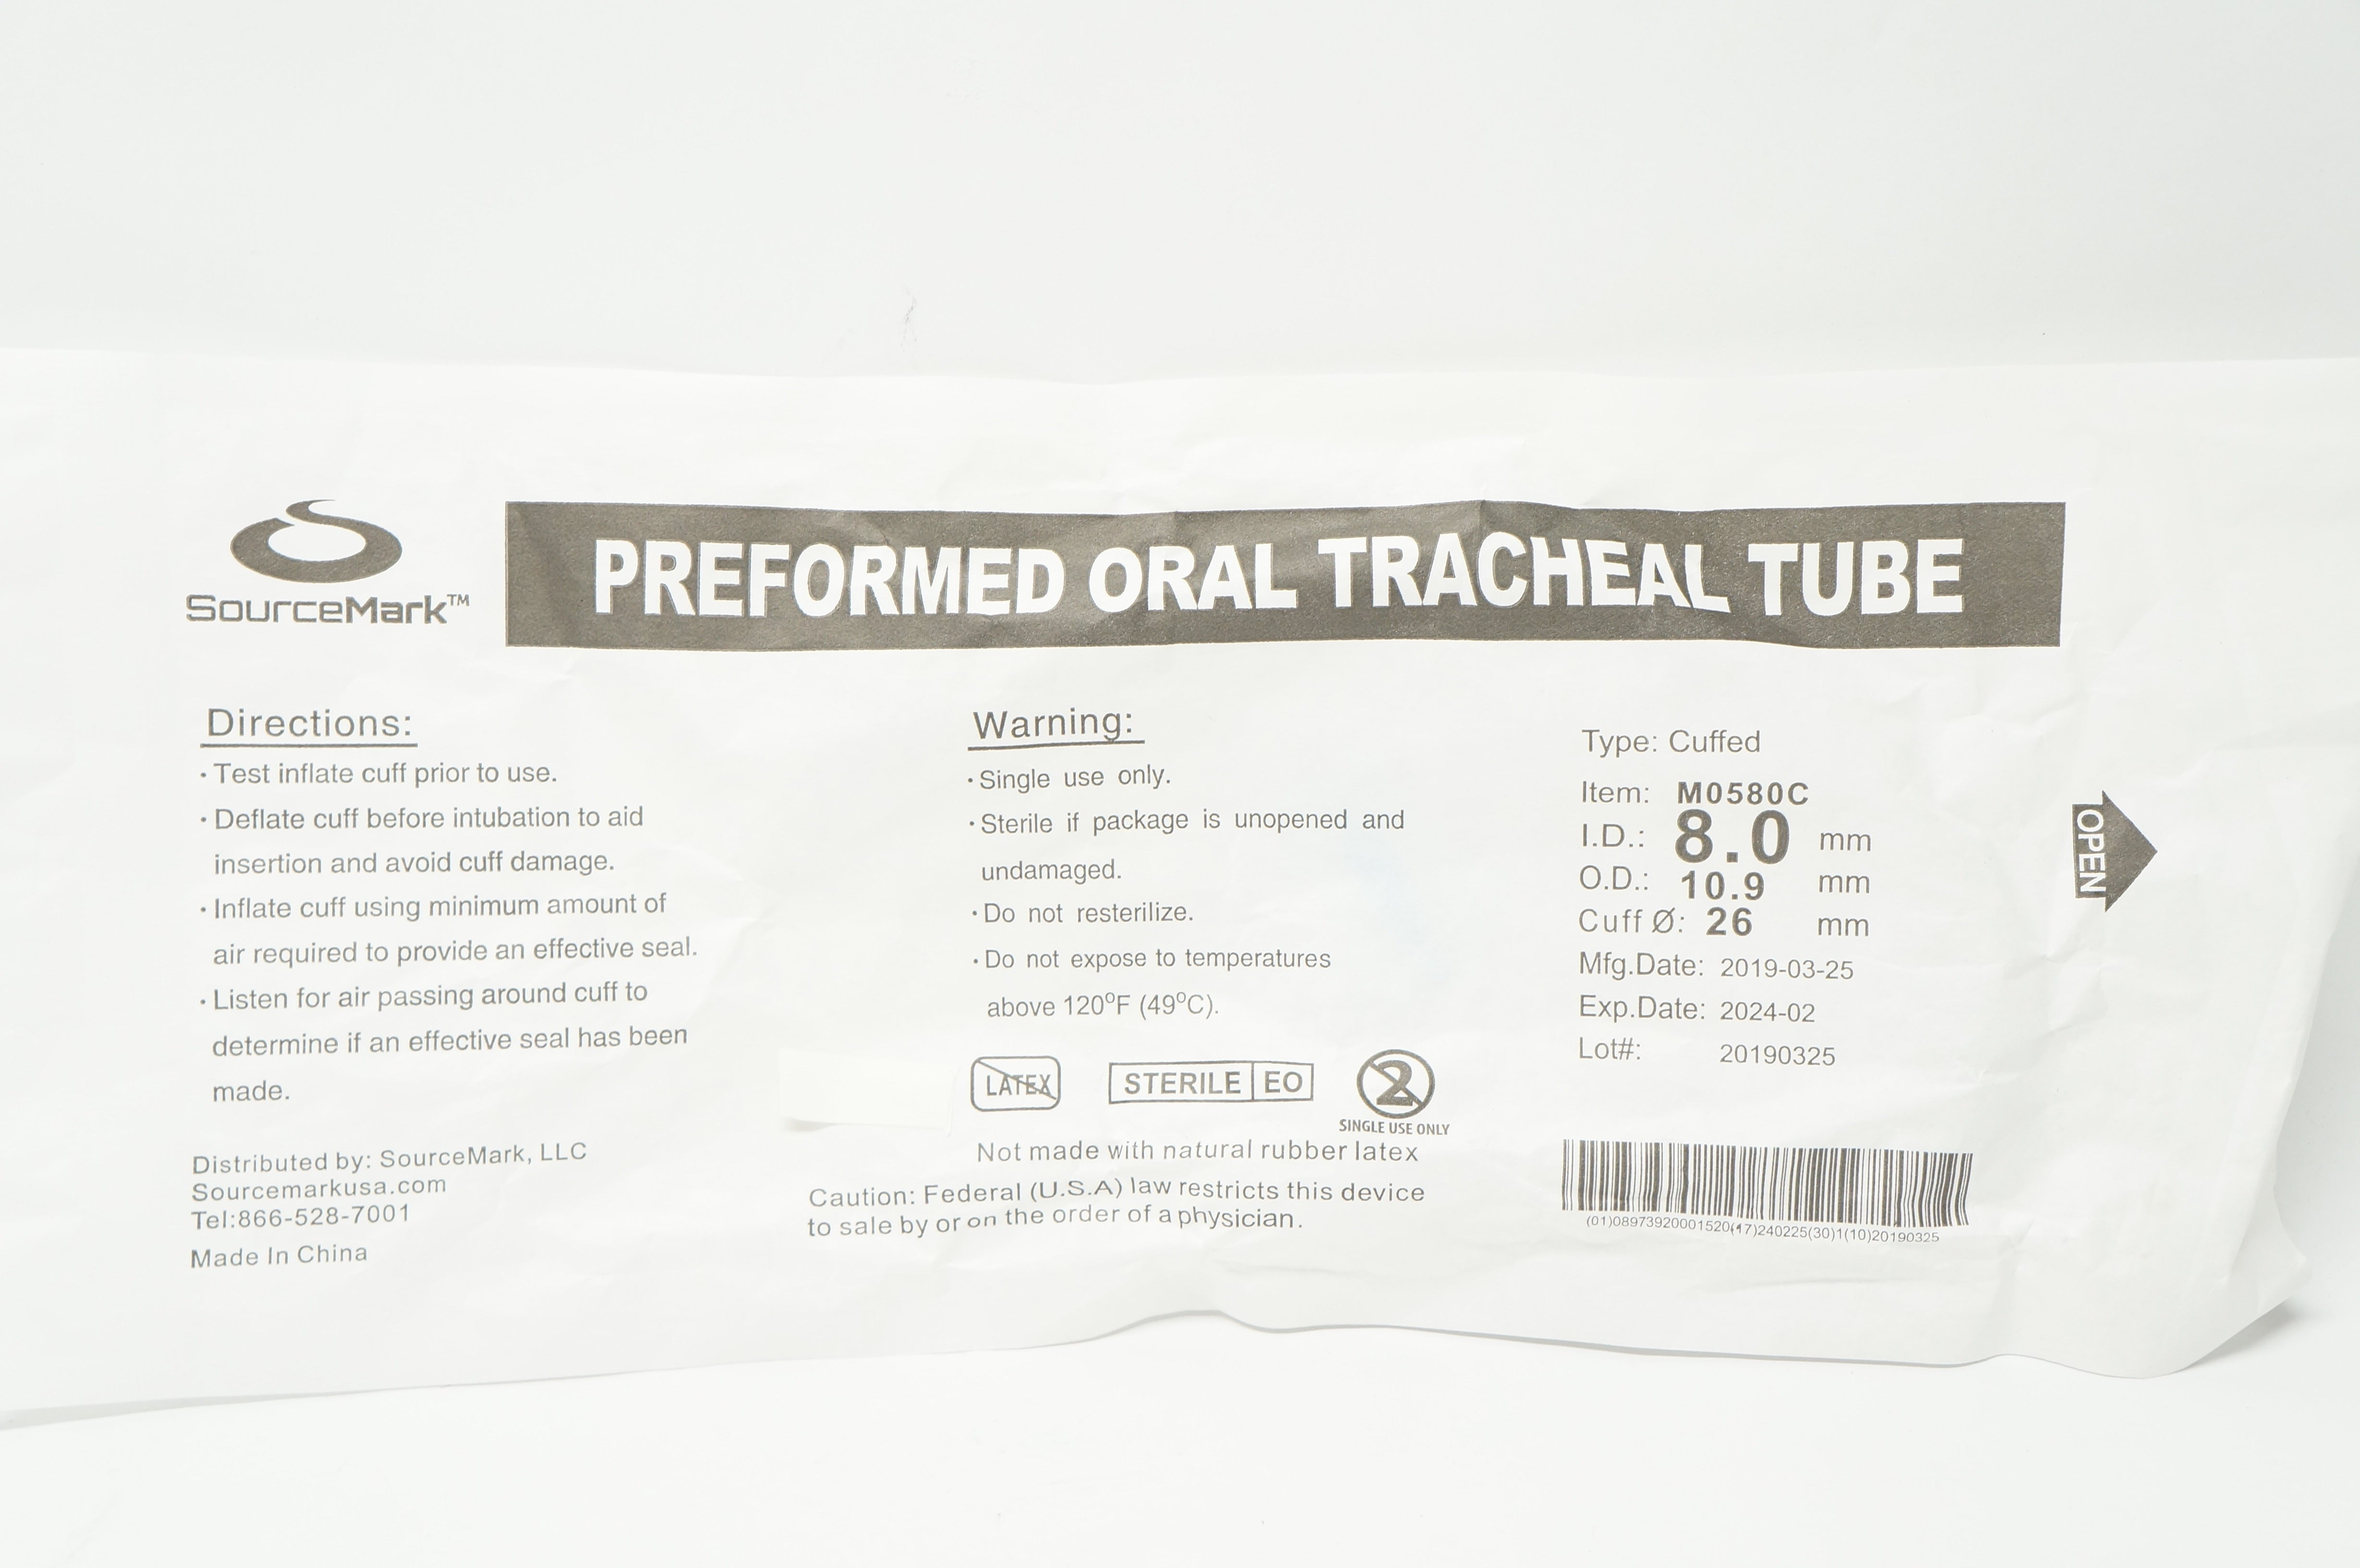 SourceMark™
PREFORMED ORAL TRACHEAL TUBE
Directions:
· Test inflate cuff prior to use.
· Deflate cuff before intubation to aid
insertion and avoid cuff damage.
· Inflate cuff using minimum amount of
air required to provide an effective seal.
· Listen for air passing around cuff to
determine if an effective seal has been
made.
Distributed by: SourceMark, LLC
Sourcemarkusa.com
Tel:866-528-7001
Made In China
Warning:
· Single use only.
· Sterile if package is unopened and
undamaged.
· Do not resterilize.
· Do not expose to temperatures
above 120°F (49°C).
LATEX
STERILE EO
2
SINGLE USE ONLY
Not made with natural rubber latex
Caution: Federal (U.S.A) law restricts this device
to sale by or on the order of a physician.
Type: Cuffed
Item: M0580C
I.D.: 8.0 mm
O.D.: 10.9 mm
Cuff Ø: 26 mm
Mfg.Date: 2019-03-25
Exp.Date: 2024-02
Lot#: 20190325
(01)08973920001520(17)240225(30)1(10)20190325
OPEN